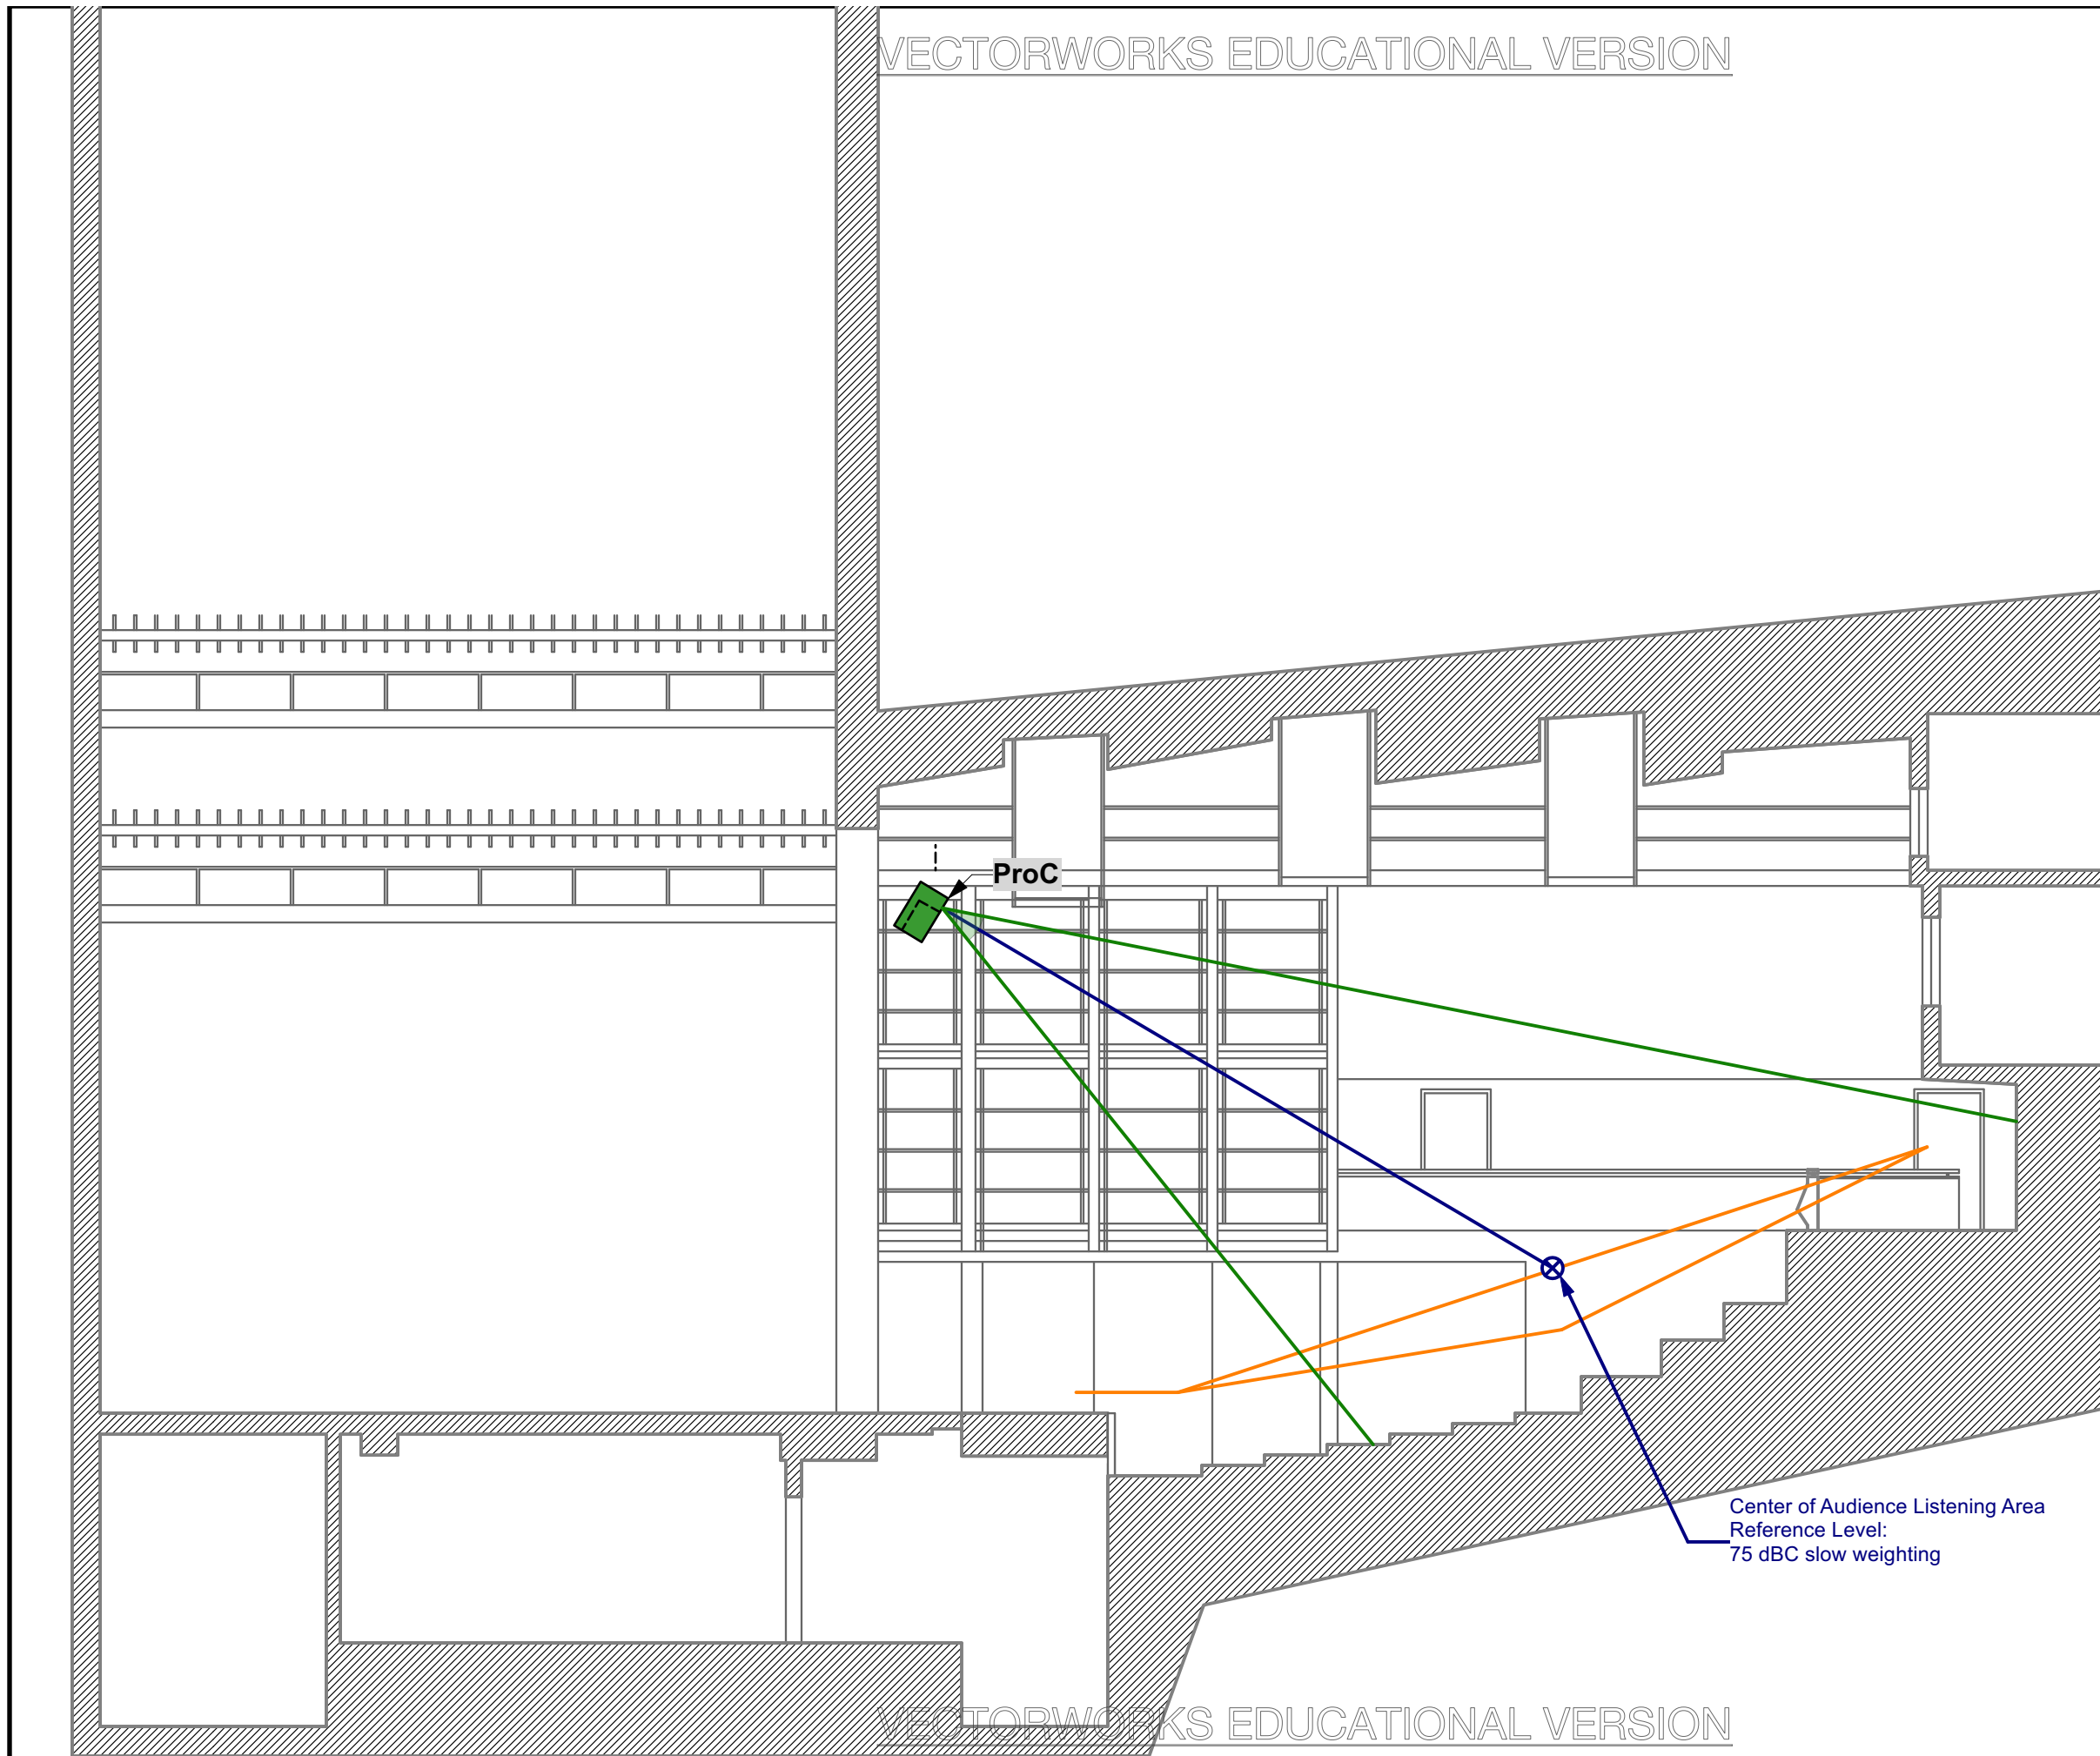 VECTORWORKS EDUCATIONAL VERSION
ProC
Center of Audience Listening Area
Reference Level:
75 dBC slow weighting
VECTORWORKS EDUCATIONAL VERSION